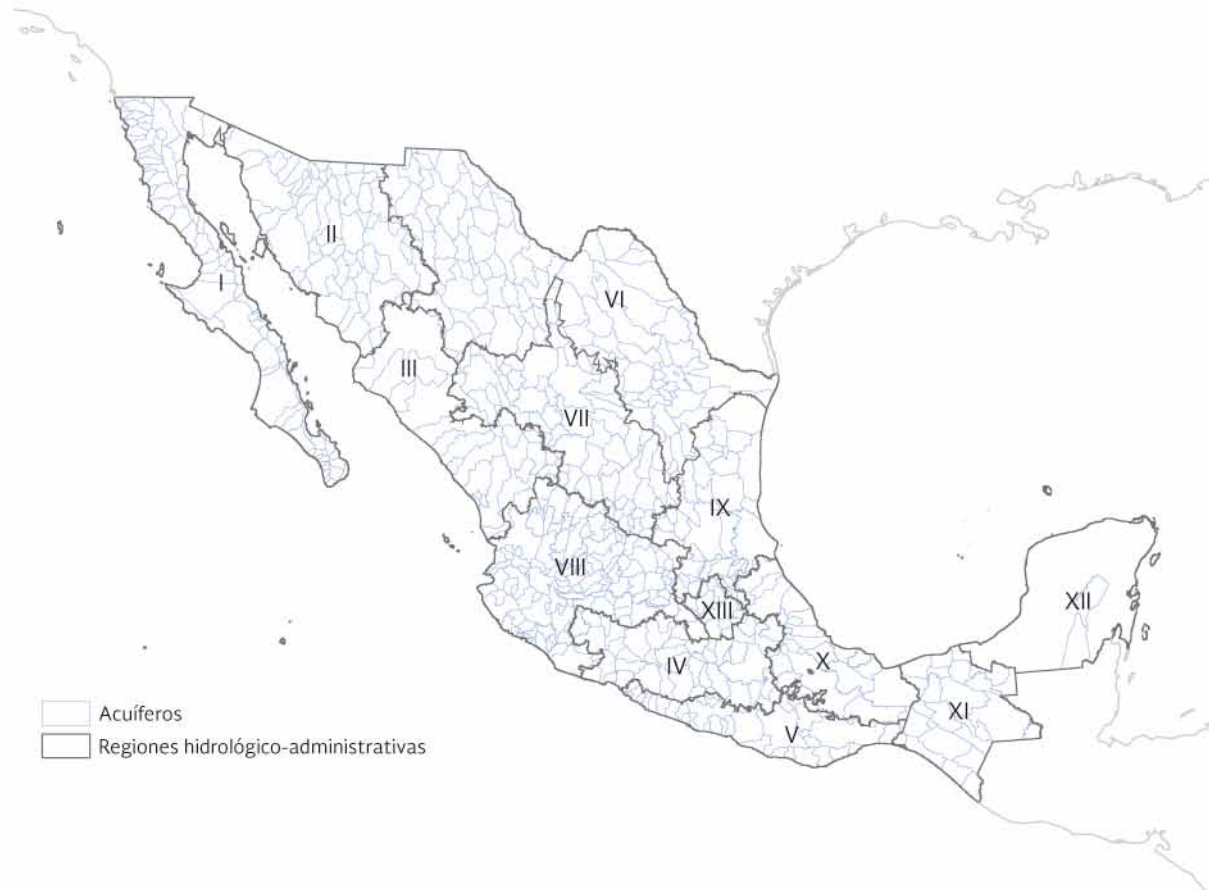 II
I
VI
III
VII
IX
VIII
XII
XIII
IV
X
XI
V
Acuíferos
Regiones hidrológico-administrativas